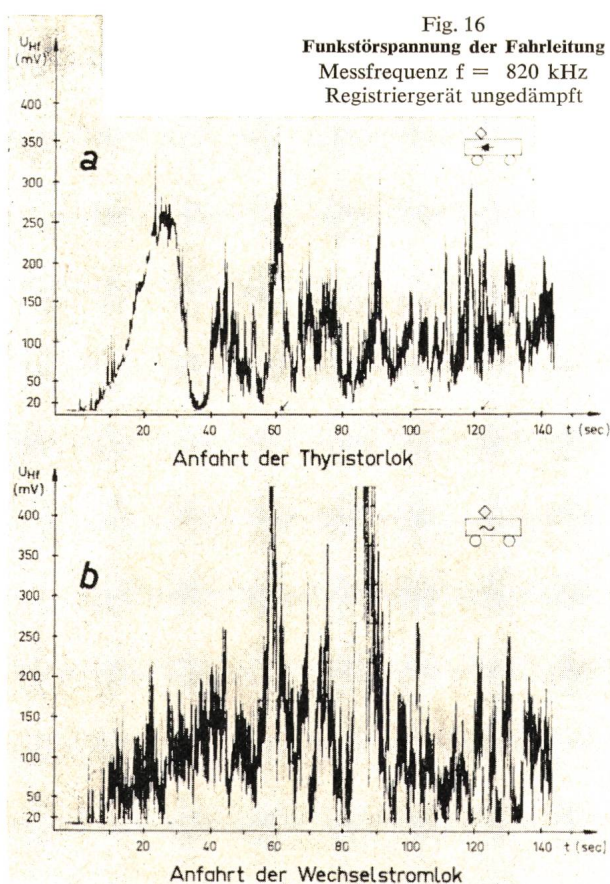 Fig. 16
Funkstörspannung der Fahrleitung
Messfrequenz f = 820 kHz
Registriergerät ungedämpft
U_Hf
(mV)
400
350
300
250
200
150
100
50
20
a
20 40 60 80 100 120 140 t (sec)
Anfahrt der Thyristorlok
U_Hf
(mV)
400
350
300
250
200
150
100
50
20
b
~
20 40 60 80 100 120 140 t (sec)
Anfahrt der Wechselstromlok